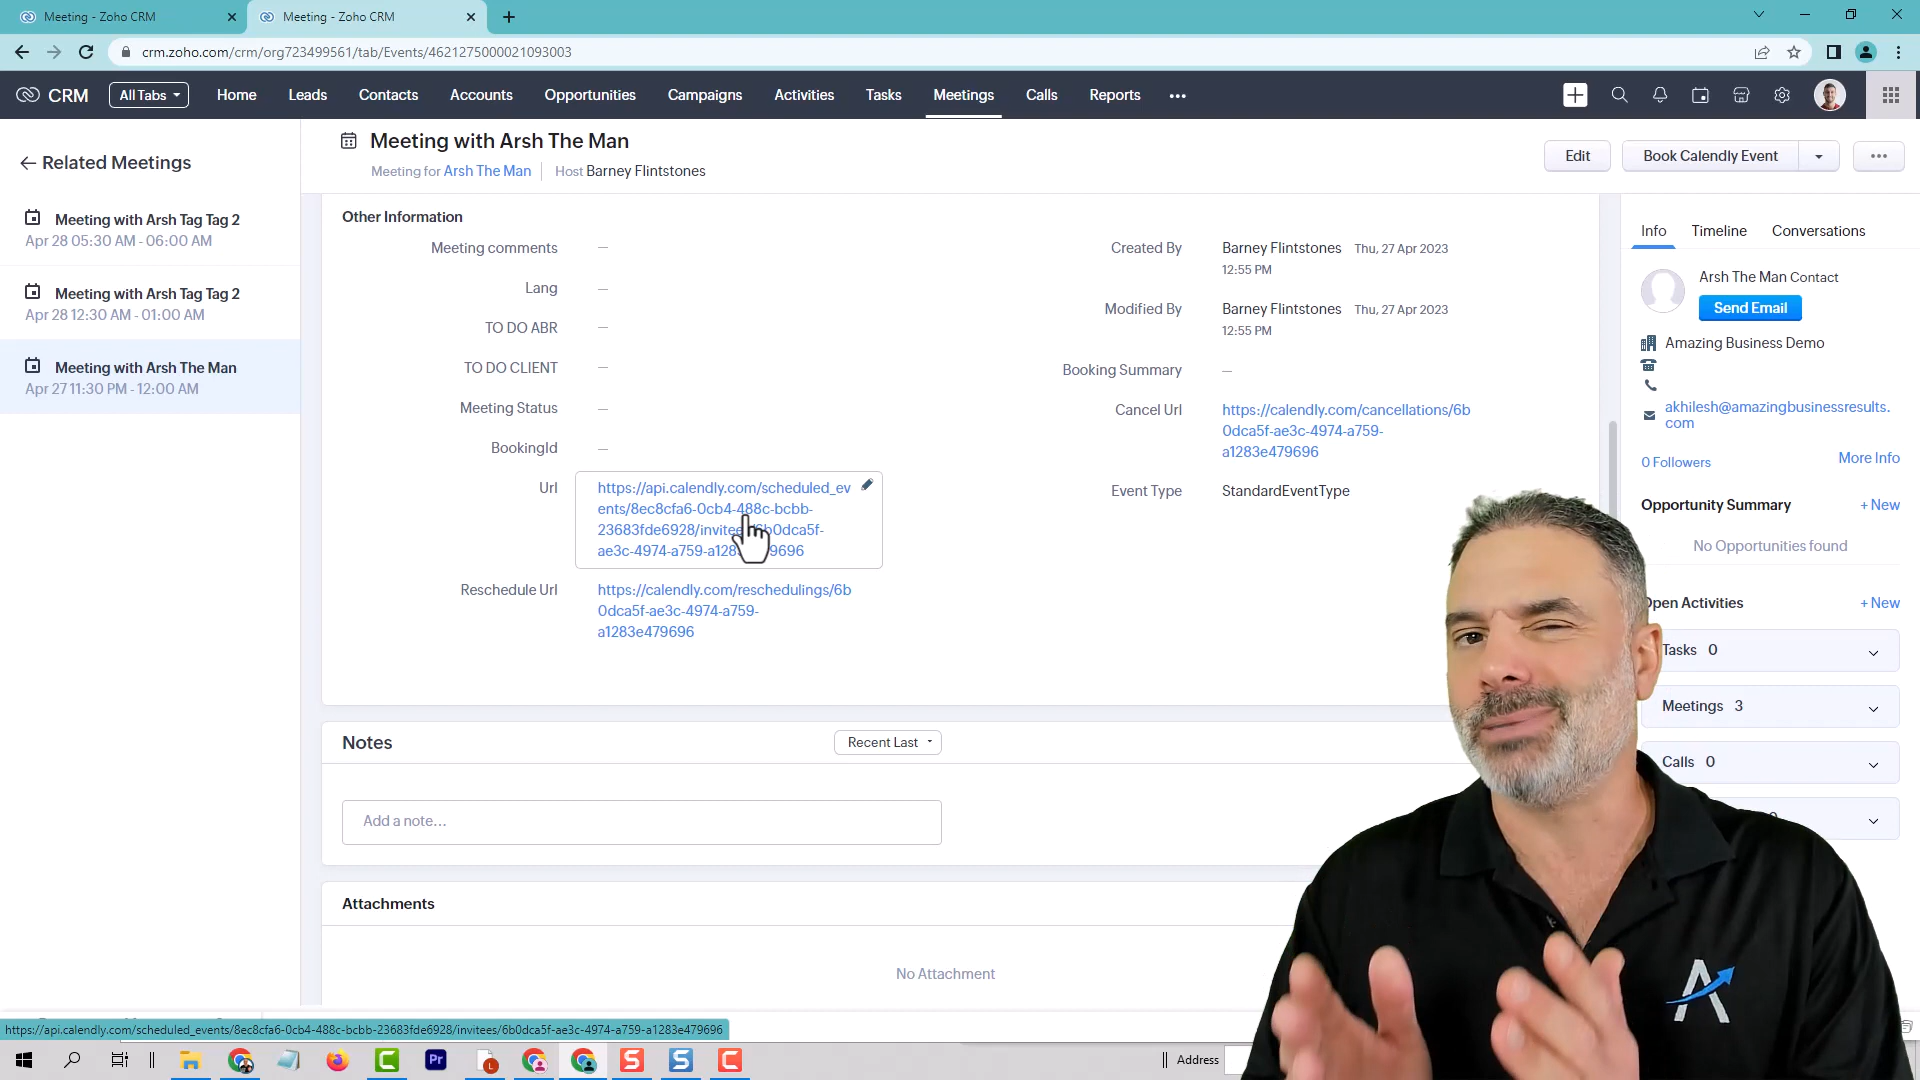 Meeting - Zoho CRM
Meeting - Zoho CRM
crm.zoho.com/crm/org723499561/tab/Events/4621275000021093003
CRM All Tabs Home Leads Contacts Accounts Opportunities Campaigns Activities Tasks Meetings Calls Reports
Related Meetings
Meeting with Arsh Tag Tag 2
Apr 28 05:30 AM - 06:00 AM
Meeting with Arsh Tag Tag 2
Apr 28 12:30 AM - 01:00 AM
Meeting with Arsh The Man
Apr 27 11:30 PM - 12:00 AM
Meeting with Arsh The Man
Meeting for Arsh The Man Host Barney Flintstones
Edit Book Calendly Event
Other Information
Meeting comments —
Lang —
TO DO ABR —
TO DO CLIENT —
Meeting Status —
BookingId —
Url https://api.calendly.com/scheduled_ev
ents/8ec8cfa6-0cb4-488c-bcbb-
23683fde6928/invitee 6b0dca5f-
ae3c-4974-a759-a128 9696
Reschedule Url https://calendly.com/reschedulings/6b
0dca5f-ae3c-4974-a759-
a1283e479696
Created By Barney Flintstones Thu, 27 Apr 2023
12:55 PM
Modified By Barney Flintstones Thu, 27 Apr 2023
12:55 PM
Booking Summary —
Cancel Url https://calendly.com/cancellations/6b
0dca5f-ae3c-4974-a759-
a1283e479696
Event Type StandardEventType
Notes Recent Last
Add a note...
Attachments
No Attachment
Info Timeline Conversations
Arsh The Man Contact
Send Email
Amazing Business Demo
akhilesh@amazingbusinessresults.
com
0 Followers More Info
Opportunity Summary + New
No Opportunities found
Open Activities + New
Tasks 0
Meetings 3
Calls 0
https://api.calendly.com/scheduled_events/8ec8cfa6-0cb4-488c-bcbb-23683fde6928/invitees/6b0dca5f-ae3c-4974-a759-a1283e479696
Pr
L
S
S
C
Address